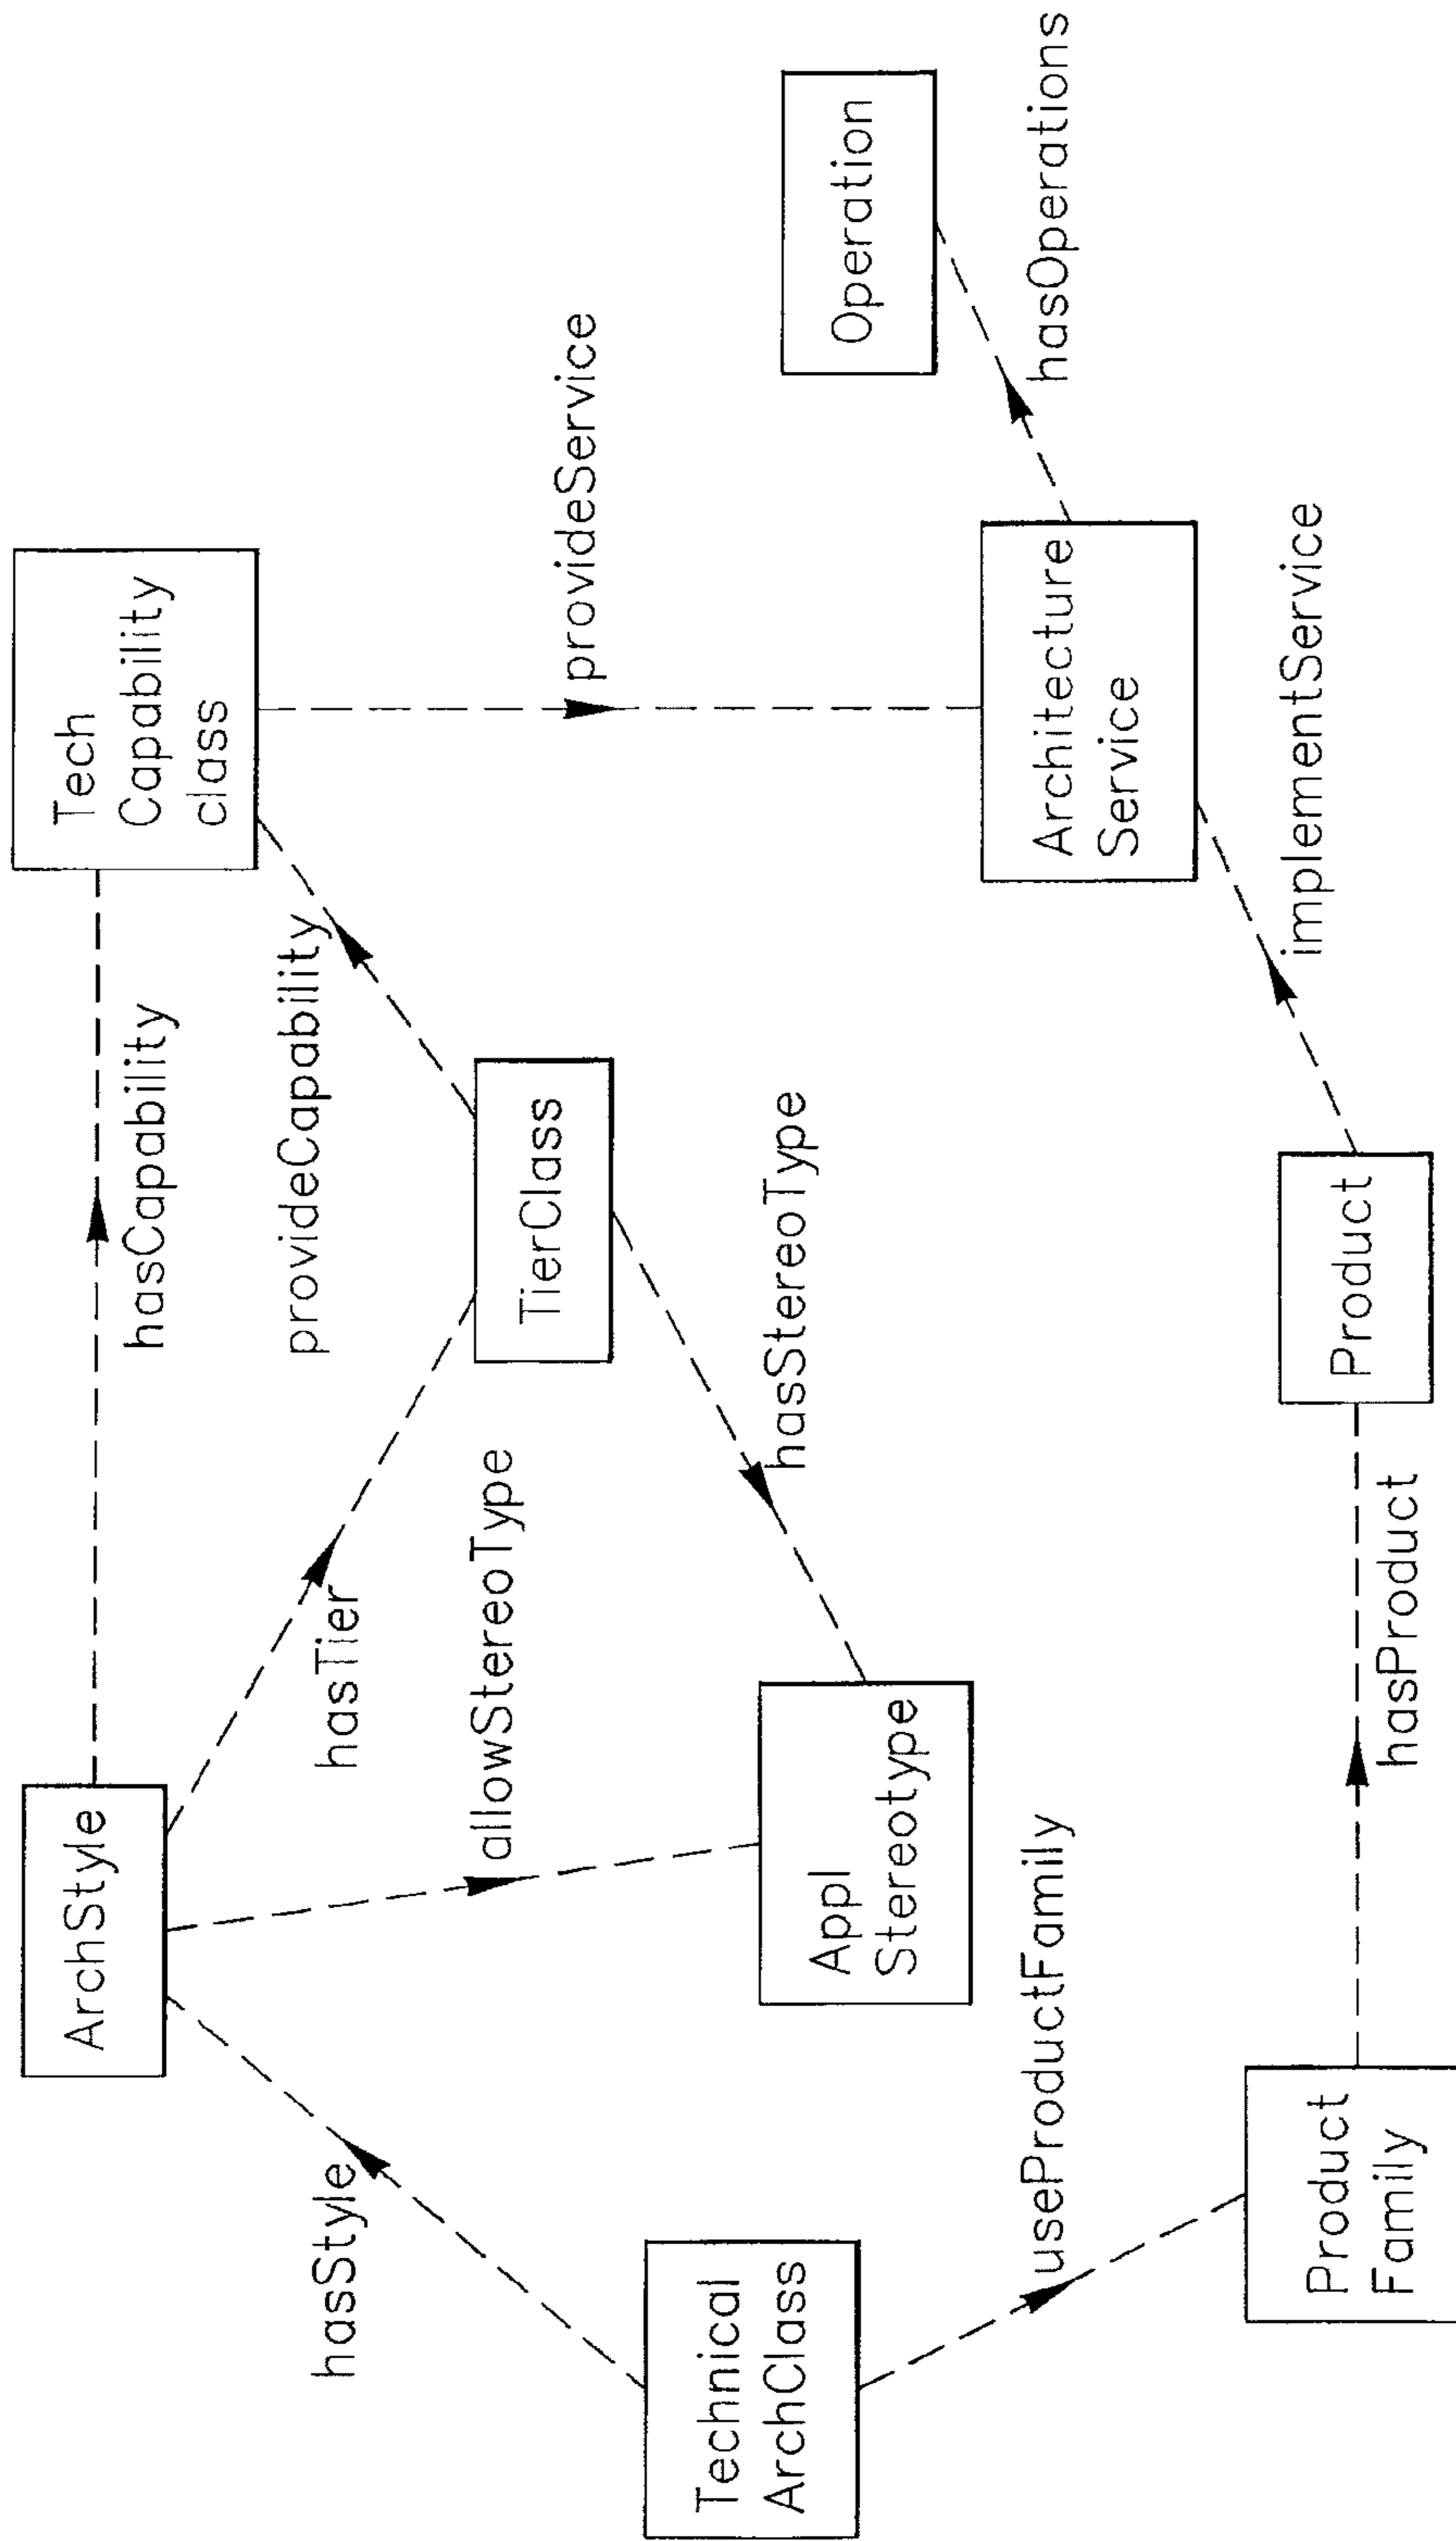 ArchStyle
hasCapability
Tech
Capability
class
hasStyle
hasTier
provideCapability
allowStereoType
TierClass
provideService
Technical
ArchClass
Appl
Stereotype
hasStereoType
Operation
useProductFamily
Architecture
Service
hasOperations
Product
Family
hasProduct
Product
implementService